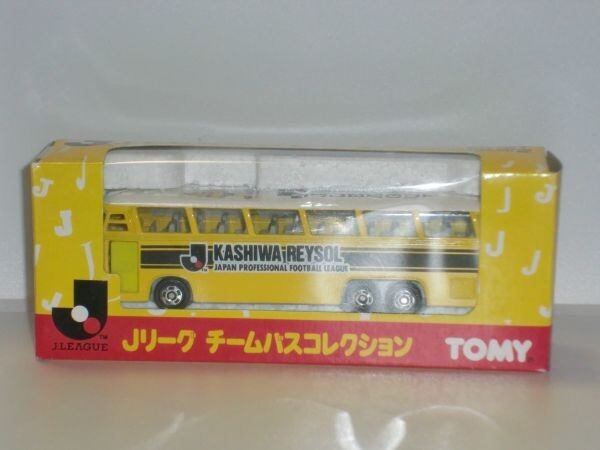 KASHIWA REYSOL
JAPAN PROFESSIONAL FOOTBALL LEAGUE
J.LEAGUE
TM
Jリーグ チームバスコレクション
TOMY